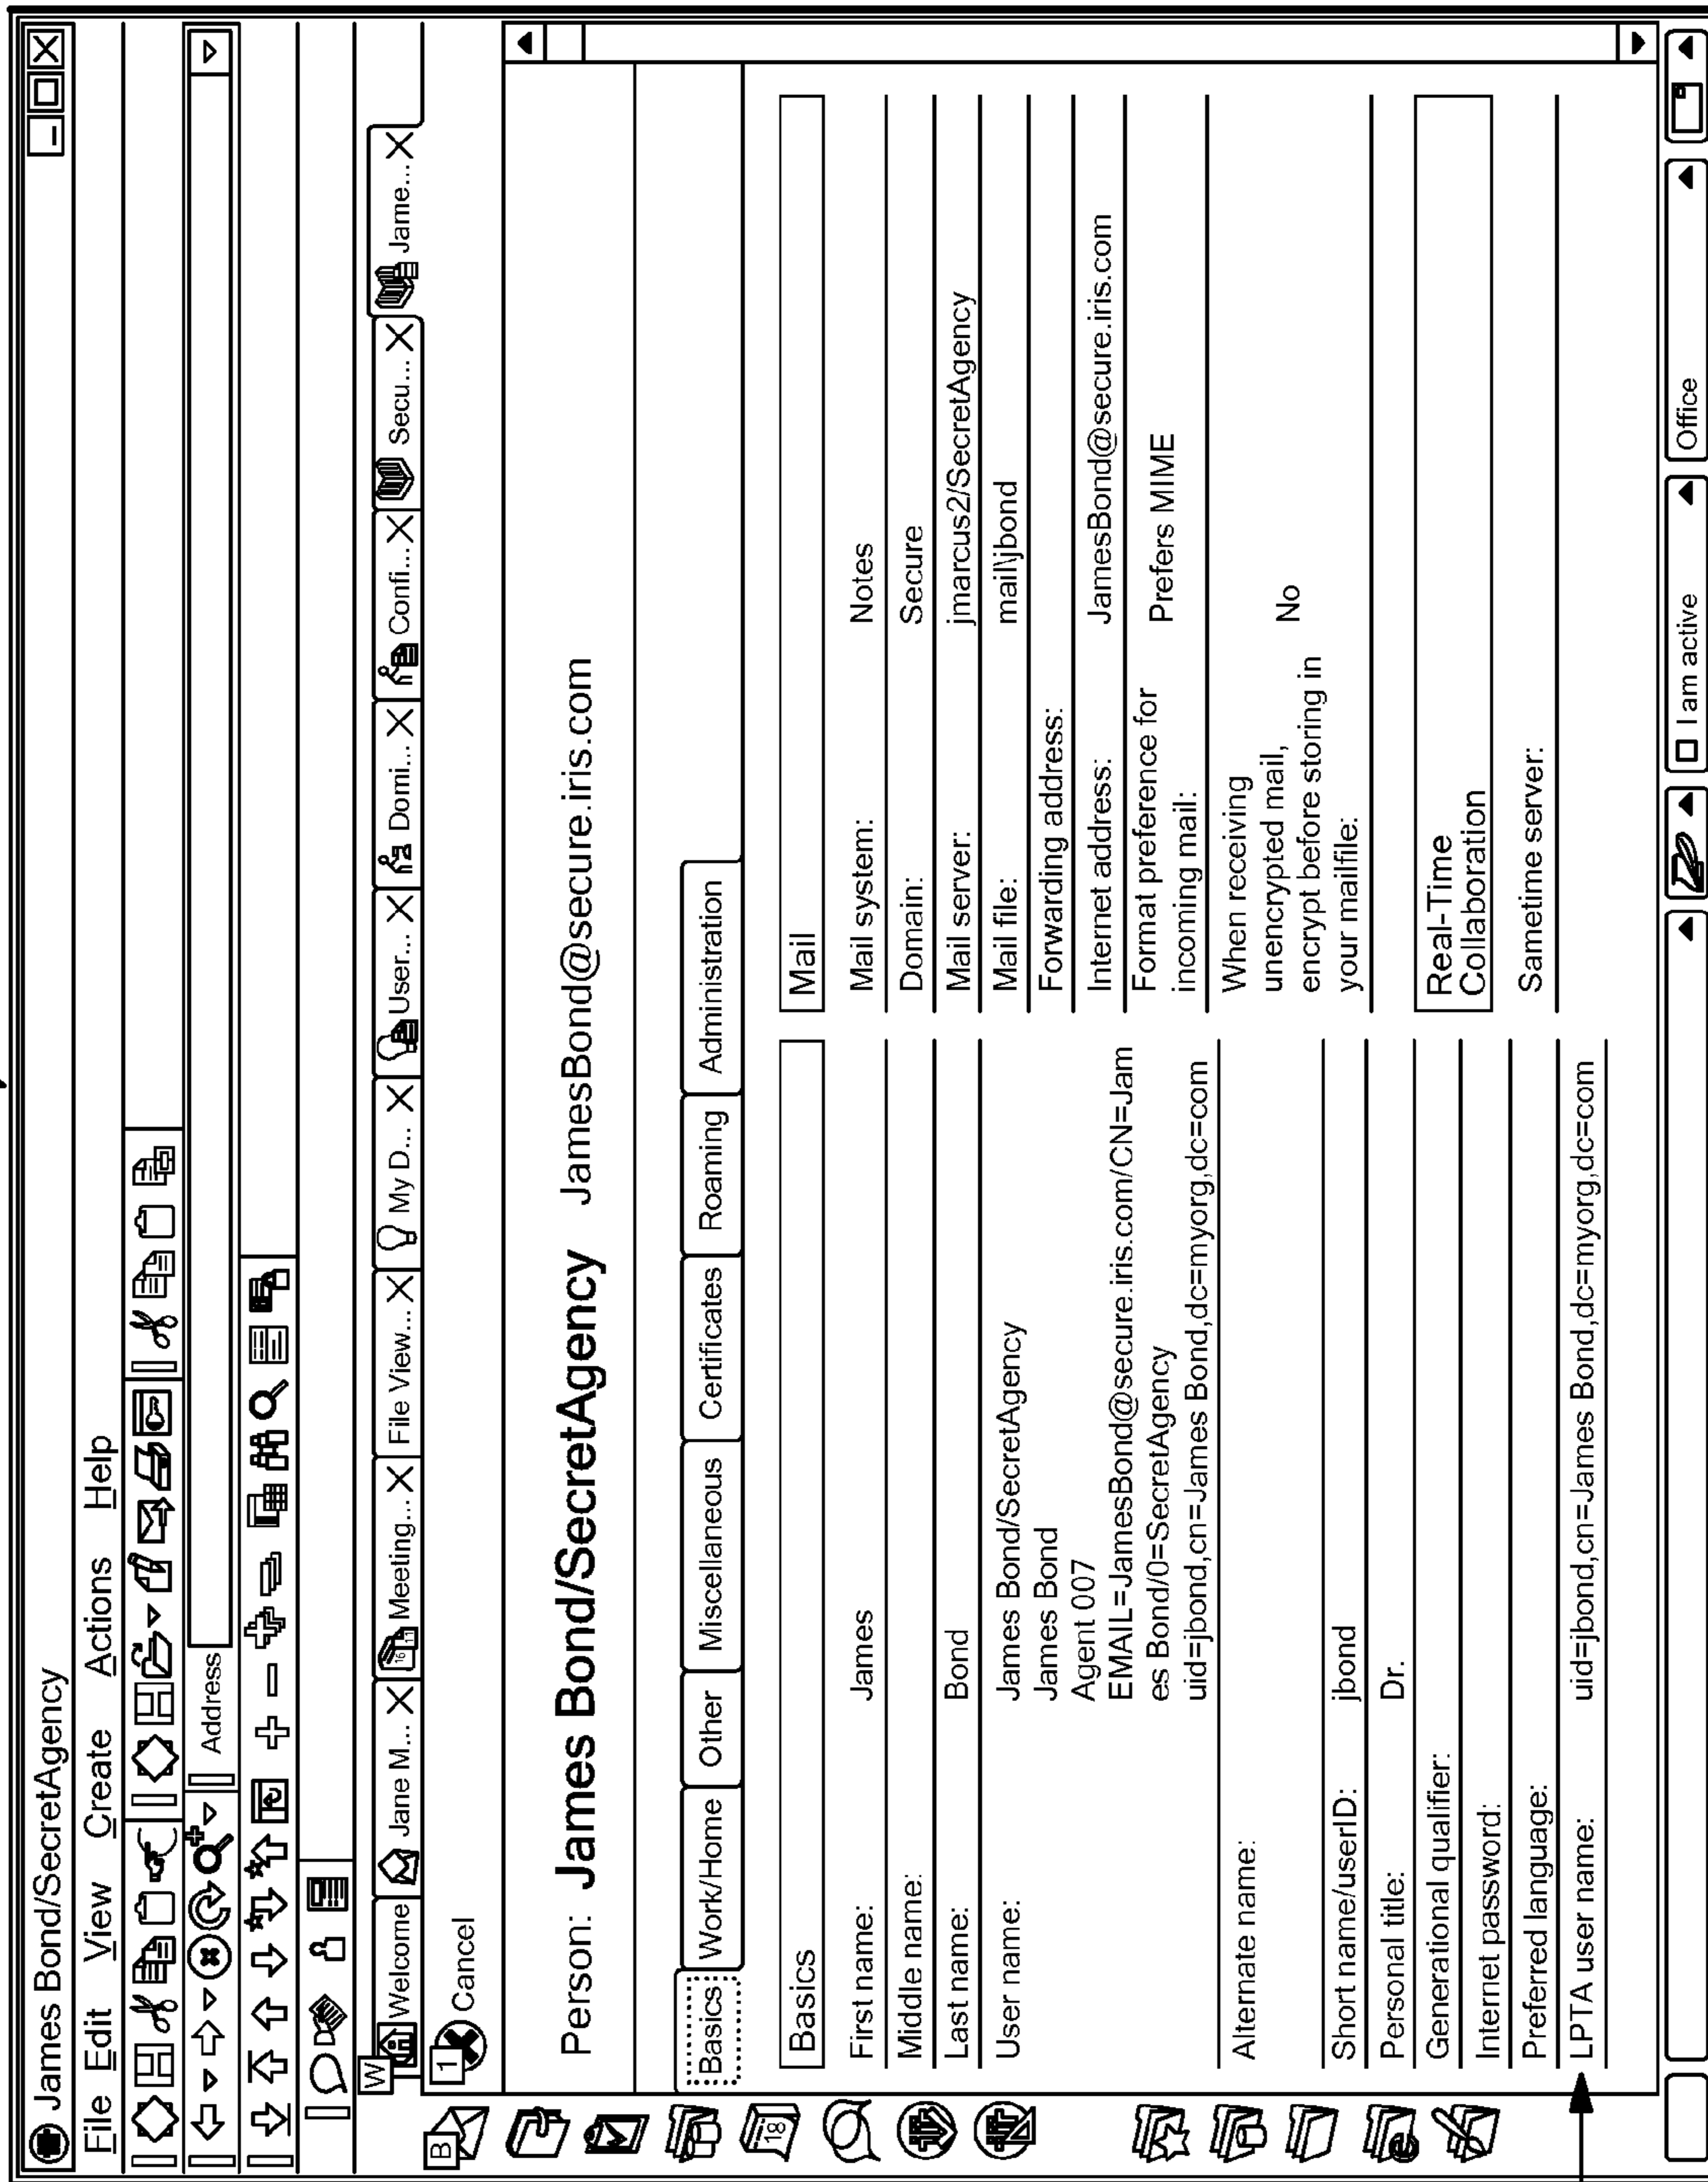 James Bond/SecretAgency
File Edit View Create Actions Help
Address
W
Welcome
Jane M...
16 11
Meeting...
File View...
My D...
User...
Domi...
Confi...
Secu...
Jame...
1
Cancel
B
18
e
Person: James Bond/SecretAgency JamesBond@secure.iris.com
Basics Work/Home Other Miscellaneous Certificates Roaming Administration
Basics
First name: James
Middle name:
Last name: Bond
User name: James Bond/SecretAgency
James Bond
Agent 007
EMAIL=JamesBond@secure.iris.com/CN=Jam
es Bond/0=SecretAgency
uid=jbond,cn=James Bond,dc=myorg,dc=com
Alternate name:
Short name/userID: jbond
Personal title: Dr.
Generational qualifier:
Internet password:
Preferred language:
LPTA user name: uid=jbond,cn=James Bond,dc=myorg,dc=com
Mail
Mail system: Notes
Domain: Secure
Mail server: jmarcus2/SecretAgency
Mail file: mail\jbond
Forwarding address:
Internet address: JamesBond@secure.iris.com
Format preference for
incoming mail: Prefers MIME
When receiving
unencrypted mail,
encrypt before storing in
your mailfile: No
Real-Time
Collaboration
Sametime server:
I am active
Office